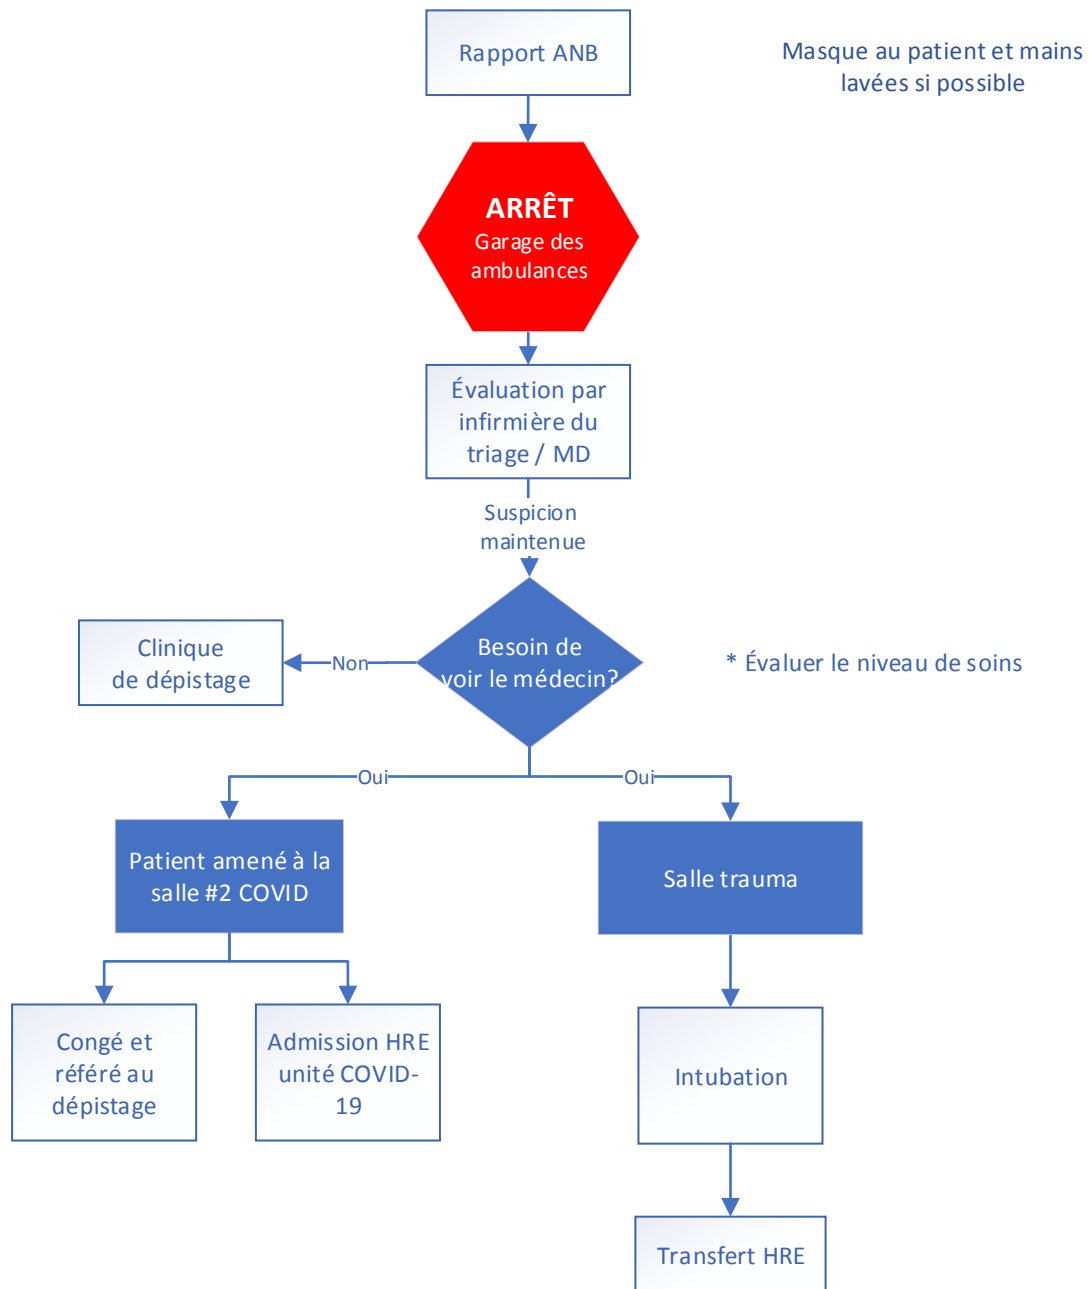 Rapport ANB
Masque au patient et mains
lavées si possible
ARRÊT
Garage des
ambulances
Évaluation par
infirmière du
triage / MD
Suspicion
maintenue
Besoin de
voir le médecin?
Non
Clinique
de dépistage
* Évaluer le niveau de soins
Oui
Oui
Patient amené à la
salle #2 COVID
Salle trauma
Congé et
référé au
dépistage
Admission HRE
unité COVID-
19
Intubation
Transfert HRE